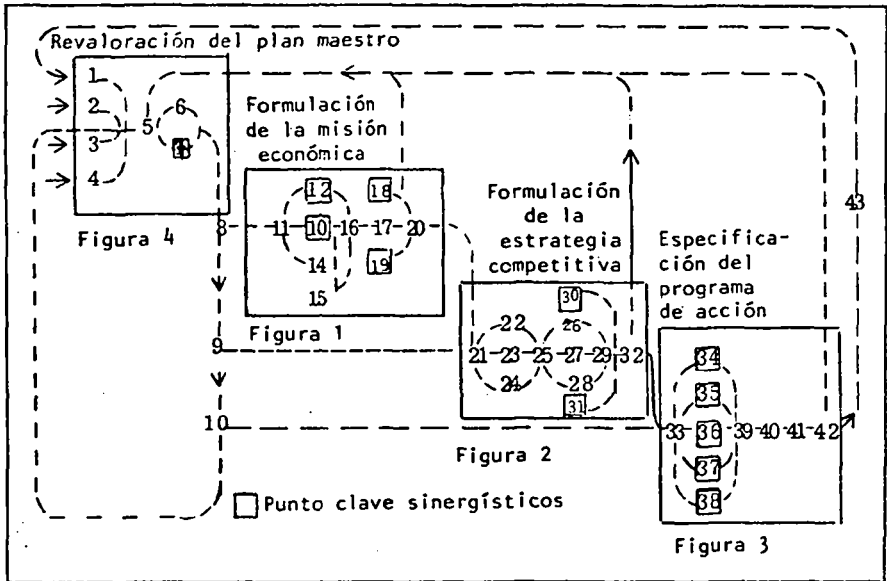 Revaloración del plan maestro
1
2
3
4
5
6
Figura 4
8
9
10
Formulación
de la misión
económica
11
12
10
14
15
16
17
18
19
20
Figura 1
Formulación
de la
estrategia
competitiva
21
22
23
24
25
26
27
28
29
30
31
32
Figura 2
Especifica-
ción del
programa
de acción
33
34
35
36
37
38
39
40
41
42
43
Figura 3
Punto clave sinergísticos